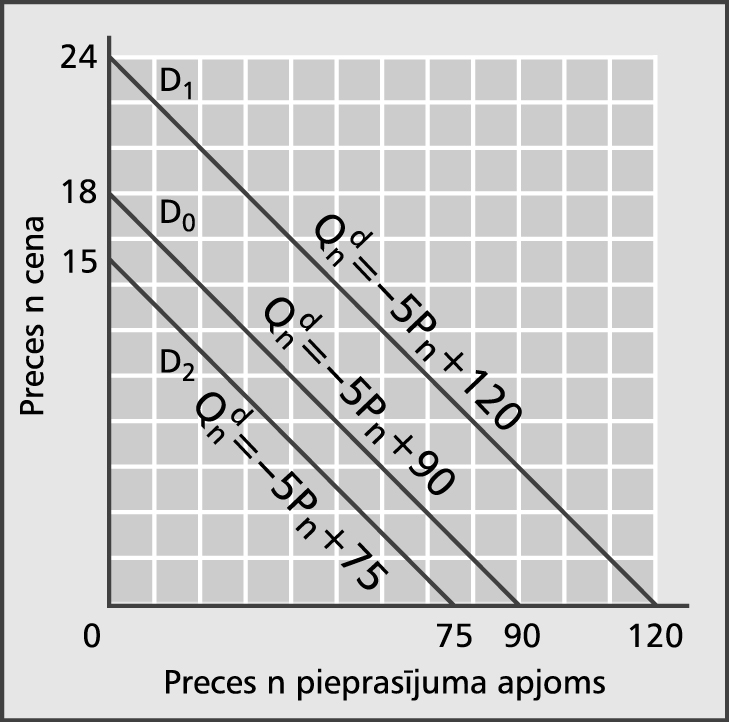 24
D₁
18
D₀
15
D₂
Preces n cena
Qₙᵈ=–5Pₙ+120
Qₙᵈ=–5Pₙ+90
Qₙᵈ=–5Pₙ+75
0
75
90
120
Preces n pieprasījuma apjoms